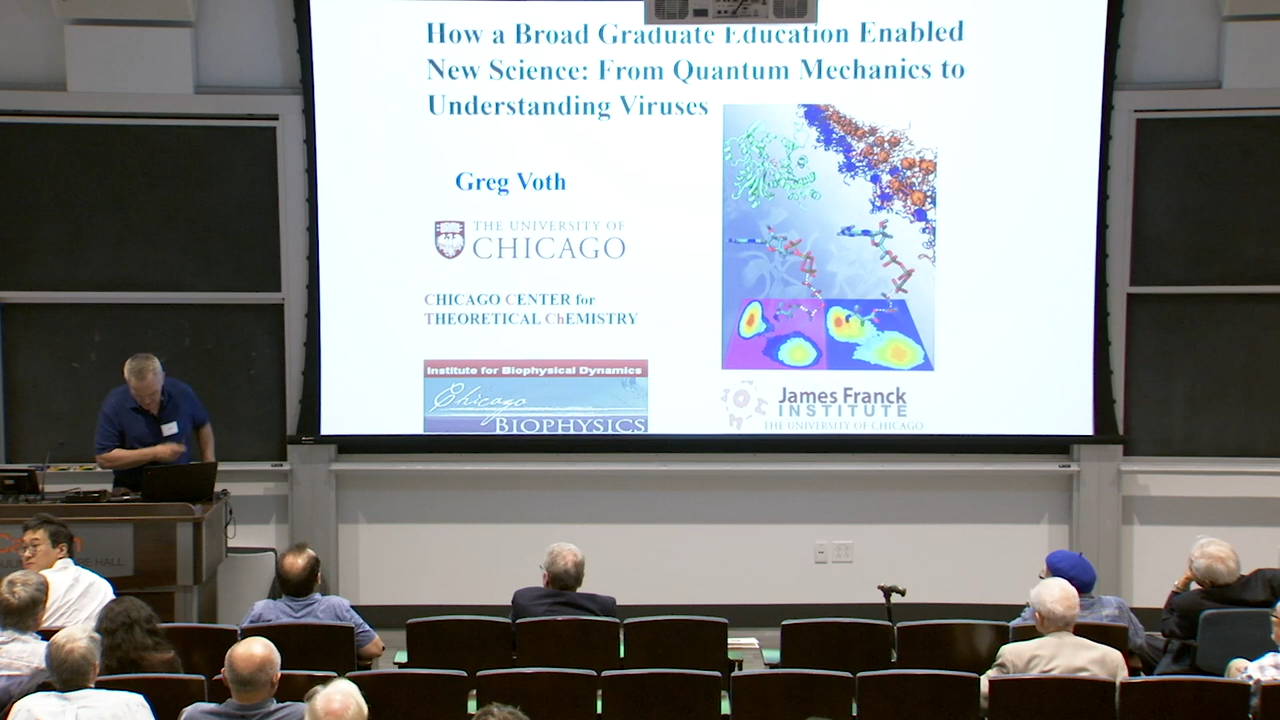 How a Broad Graduate Education Enabled
New Science: From Quantum Mechanics to
Understanding Viruses
Greg Voth
THE UNIVERSITY OF
CHICAGO
CHICAGO CENTER for
THEORETICAL ChEMISTRY
Institute for Biophysical Dynamics
Chicago
BIOPHYSICS
James Franck
INSTITUTE
THE UNIVERSITY OF CHICAGO
HALL